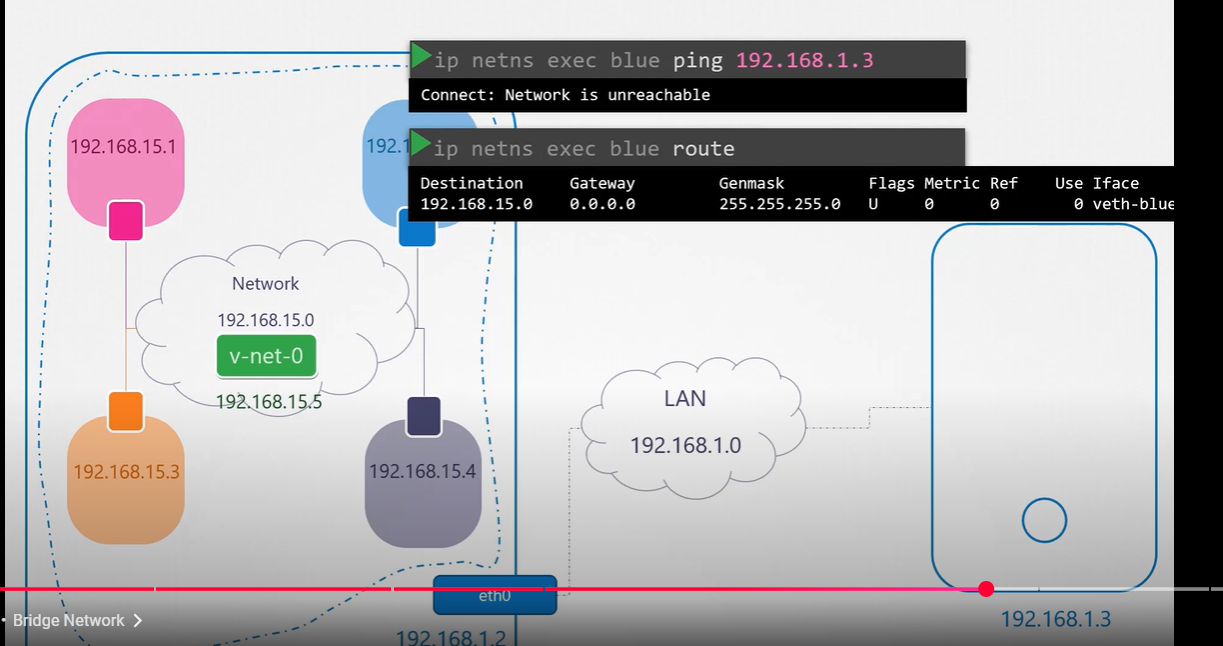 ip netns exec blue ping 192.168.1.3
Connect: Network is unreachable
ip netns exec blue route
Destination Gateway Genmask Flags Metric Ref Use Iface
192.168.15.0 0.0.0.0 255.255.255.0 U 0 0 0 veth-blue
192.168.15.1
192.1
Network
192.168.15.0
v-net-0
192.168.15.5
192.168.15.3
192.168.15.4
LAN
192.168.1.0
eth0
192.168.1.2
192.168.1.3
• Bridge Network